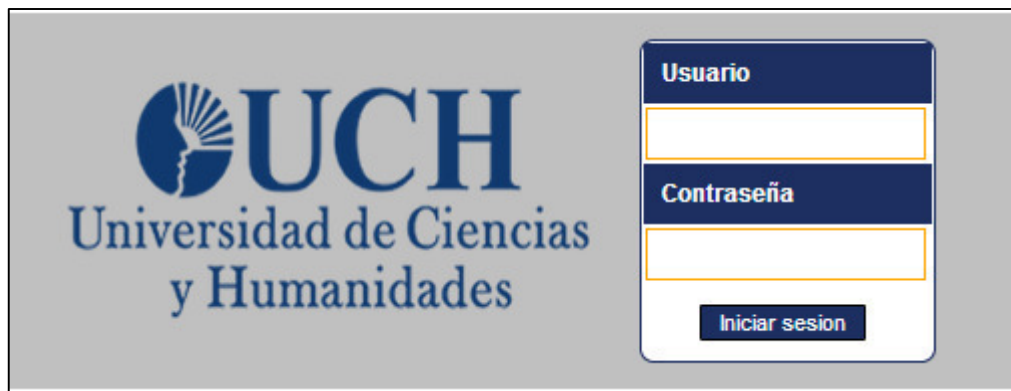 UCH
Universidad de Ciencias
y Humanidades
Usuario
Contraseña
Iniciar sesion